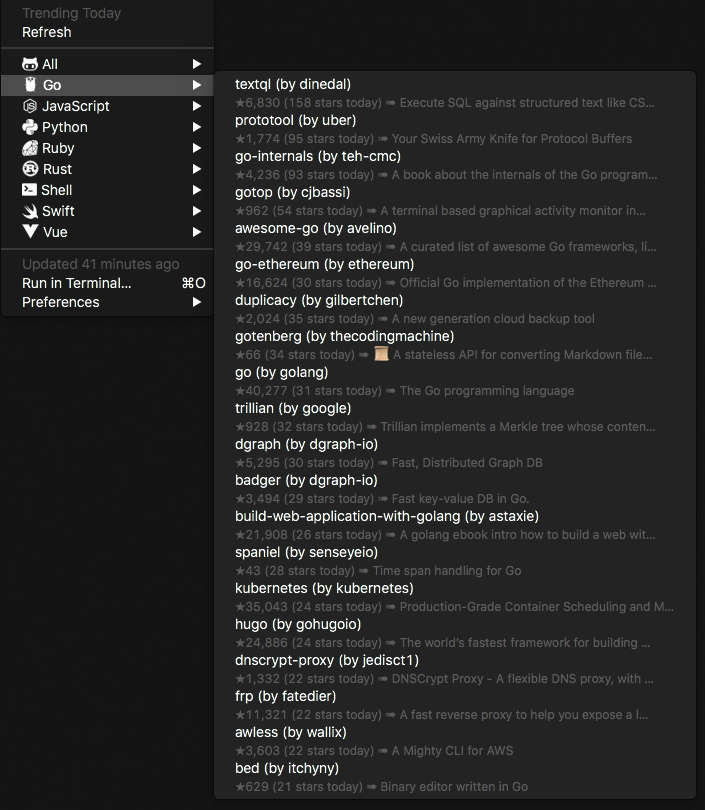 Trending Today
Refresh
All
Go
JavaScript
Python
Ruby
Rust
Shell
Swift
Vue
Updated 41 minutes ago
Run in Terminal... ⌘O
Preferences
textql (by dinedal)
★6,830 (158 stars today) ➠ Execute SQL against structured text like CS...
prototool (by uber)
★1,774 (95 stars today) ➠ Your Swiss Army Knife for Protocol Buffers
go-internals (by teh-cmc)
★4,236 (93 stars today) ➠ A book about the internals of the Go program...
gotop (by cjbassi)
★962 (54 stars today) ➠ A terminal based graphical activity monitor in...
awesome-go (by avelino)
★29,742 (39 stars today) ➠ A curated list of awesome Go frameworks, li...
go-ethereum (by ethereum)
★16,624 (30 stars today) ➠ Official Go implementation of the Ethereum ...
duplicacy (by gilbertchen)
★2,024 (35 stars today) ➠ A new generation cloud backup tool
gotenberg (by thecodingmachine)
★66 (34 stars today) ➠ 📜 A stateless API for converting Markdown file...
go (by golang)
★40,277 (31 stars today) ➠ The Go programming language
trillian (by google)
★928 (32 stars today) ➠ Trillian implements a Merkle tree whose conten...
dgraph (by dgraph-io)
★5,295 (30 stars today) ➠ Fast, Distributed Graph DB
badger (by dgraph-io)
★3,494 (29 stars today) ➠ Fast key-value DB in Go.
build-web-application-with-golang (by astaxie)
★21,908 (26 stars today) ➠ A golang ebook intro how to build a web wit...
spaniel (by senseyeio)
★43 (28 stars today) ➠ Time span handling for Go
kubernetes (by kubernetes)
★35,043 (24 stars today) ➠ Production-Grade Container Scheduling and M...
hugo (by gohugoio)
★24,886 (24 stars today) ➠ The world's fastest framework for building ...
dnscrypt-proxy (by jedisct1)
★1,332 (22 stars today) ➠ DNSCrypt Proxy - A flexible DNS proxy, with ...
frp (by fatedier)
★11,321 (22 stars today) ➠ A fast reverse proxy to help you expose a l...
awless (by wallix)
★3,603 (22 stars today) ➠ A Mighty CLI for AWS
bed (by itchyny)
★629 (21 stars today) ➠ Binary editor written in Go